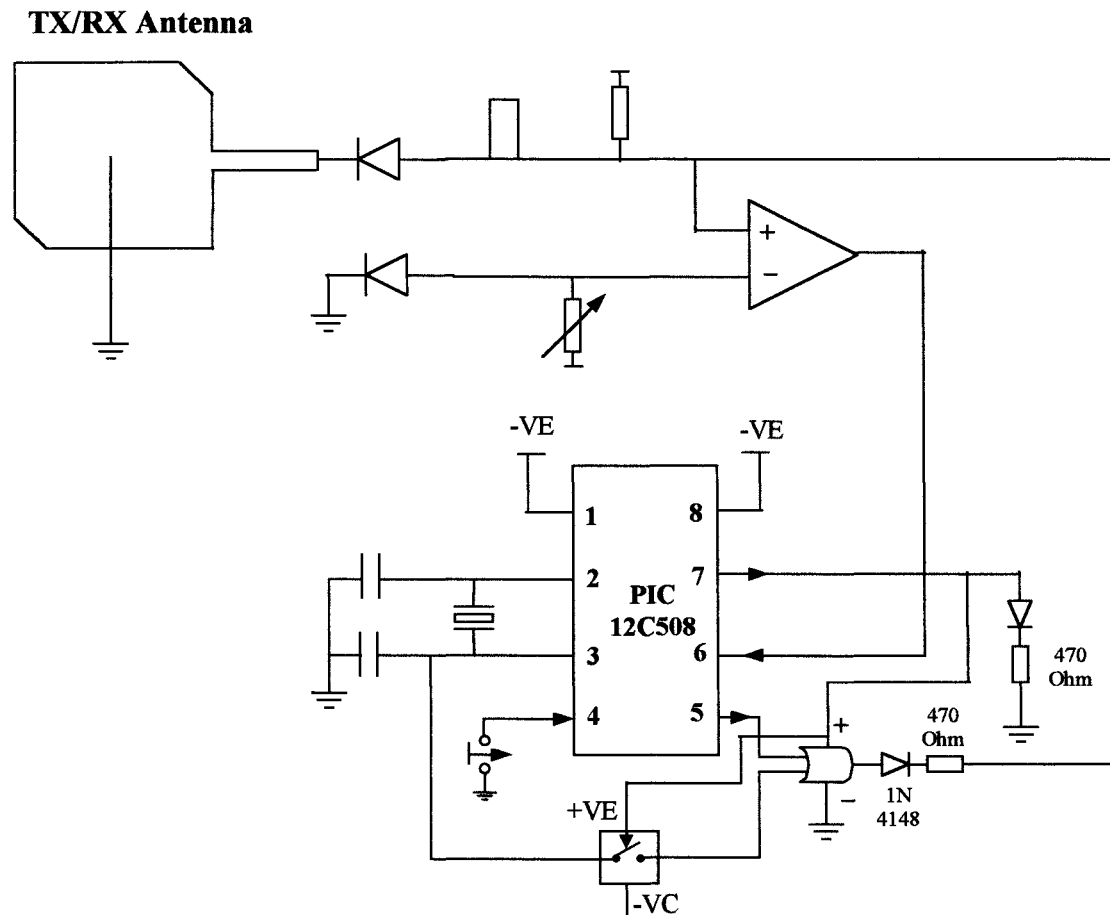 TX/RX Antenna
+
−
-VE
-VE
1
8
2
7
PIC
12C508
3
6
4
5
470
Ohm
470
Ohm
+
−
1N
4148
+VE
-VC